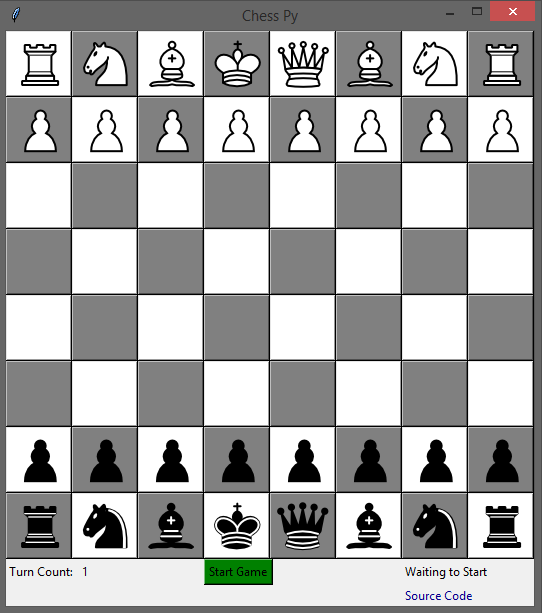 Chess Py
Turn Count: 1
Start Game
Waiting to Start
Source Code